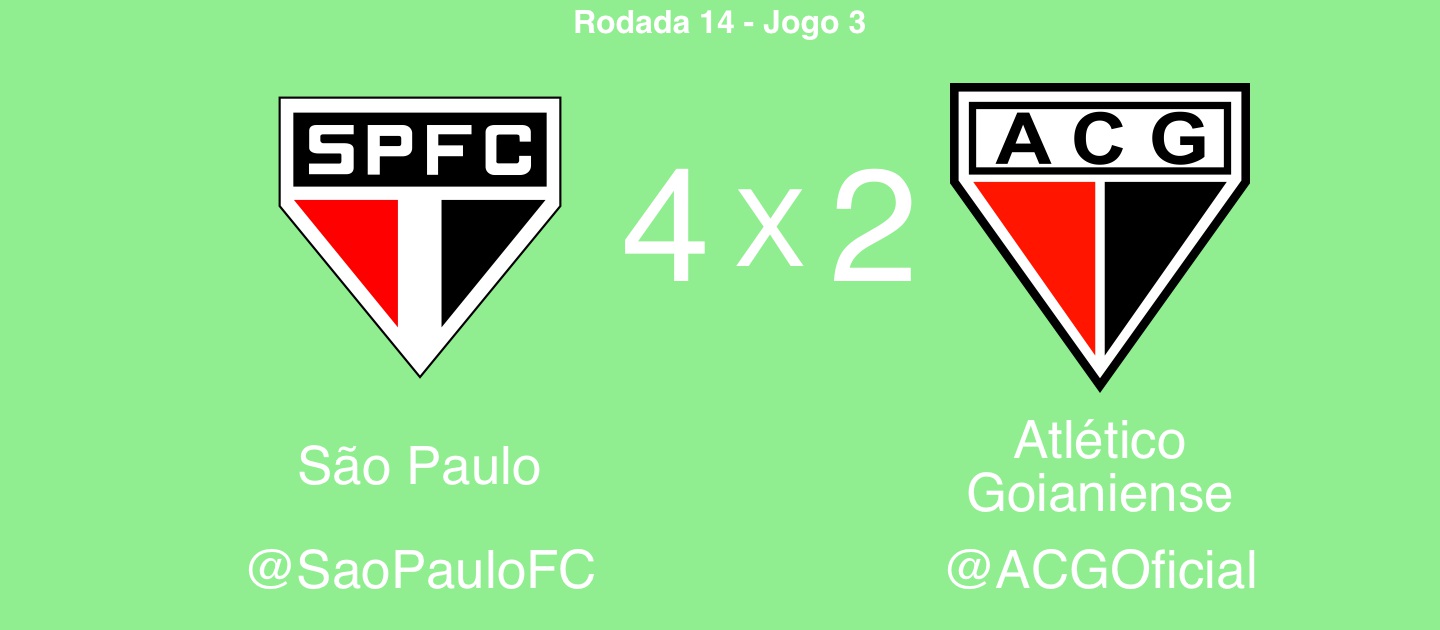 Rodada 14 - Jogo 3
SPFC
ACG
4 X 2
São Paulo
Atlético
Goianiense
@SaoPauloFC
@ACGOficial